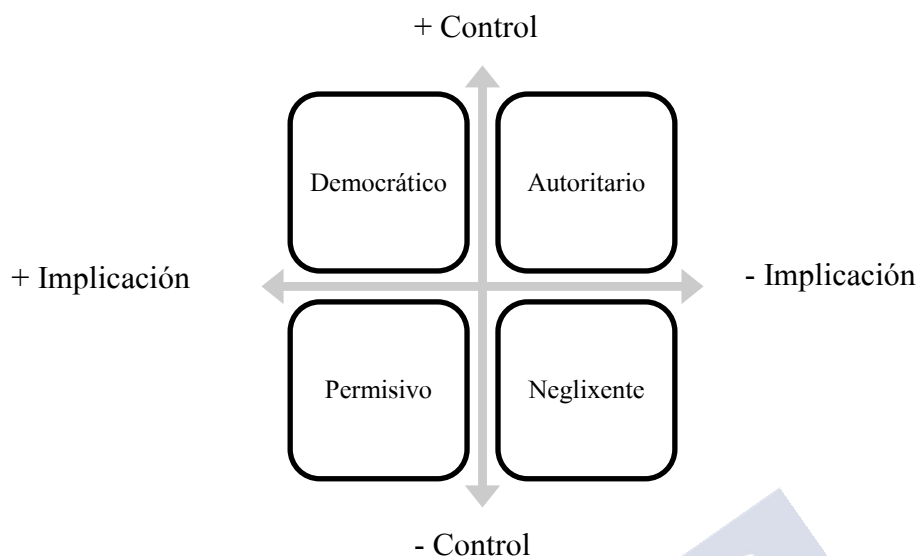 + Control
Democrático
Autoritario
+ Implicación
- Implicación
Permisivo
Neglixente
- Control